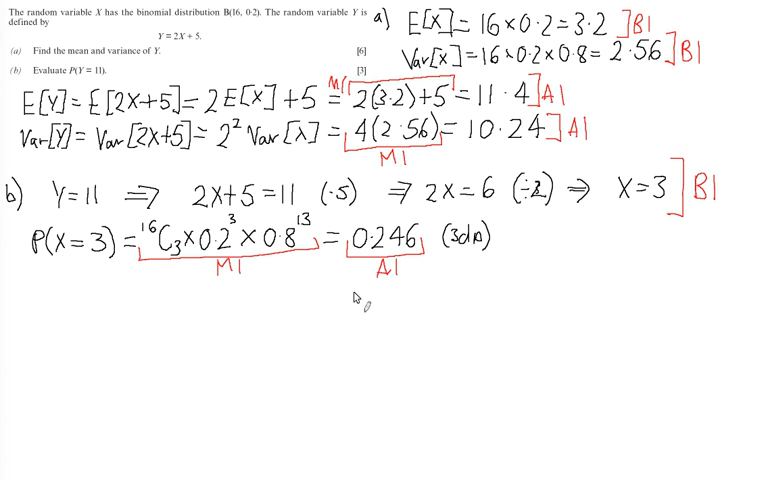 The random variable X has the binomial distribution B(16, 0·2). The random variable Y is
defined by
Y = 2X + 5.
(a) Find the mean and variance of Y. [6]
(b) Evaluate P(Y = 11). [3]
a) E[X] = 16 × 0·2 = 3·2 ] B1
Var[X] = 16 × 0·2 × 0·8 = 2·56 ] B1
E[Y] = E[2X+5] = 2E[X] + 5 = 2(3·2)+5 = 11·4 ] A1
M1
Var[Y] = Var[2X+5] = 2² Var[X] = 4(2·56) = 10·24 ] A1
M1
b) Y = 11 ⇒ 2X+5 = 11 (-5) ⇒ 2X = 6 (÷2) ⇒ X = 3 ] B1
P(X = 3) = ¹⁶C₃ × 0·2³ × 0·8¹³ = 0·246 (3dp)
M1 A1